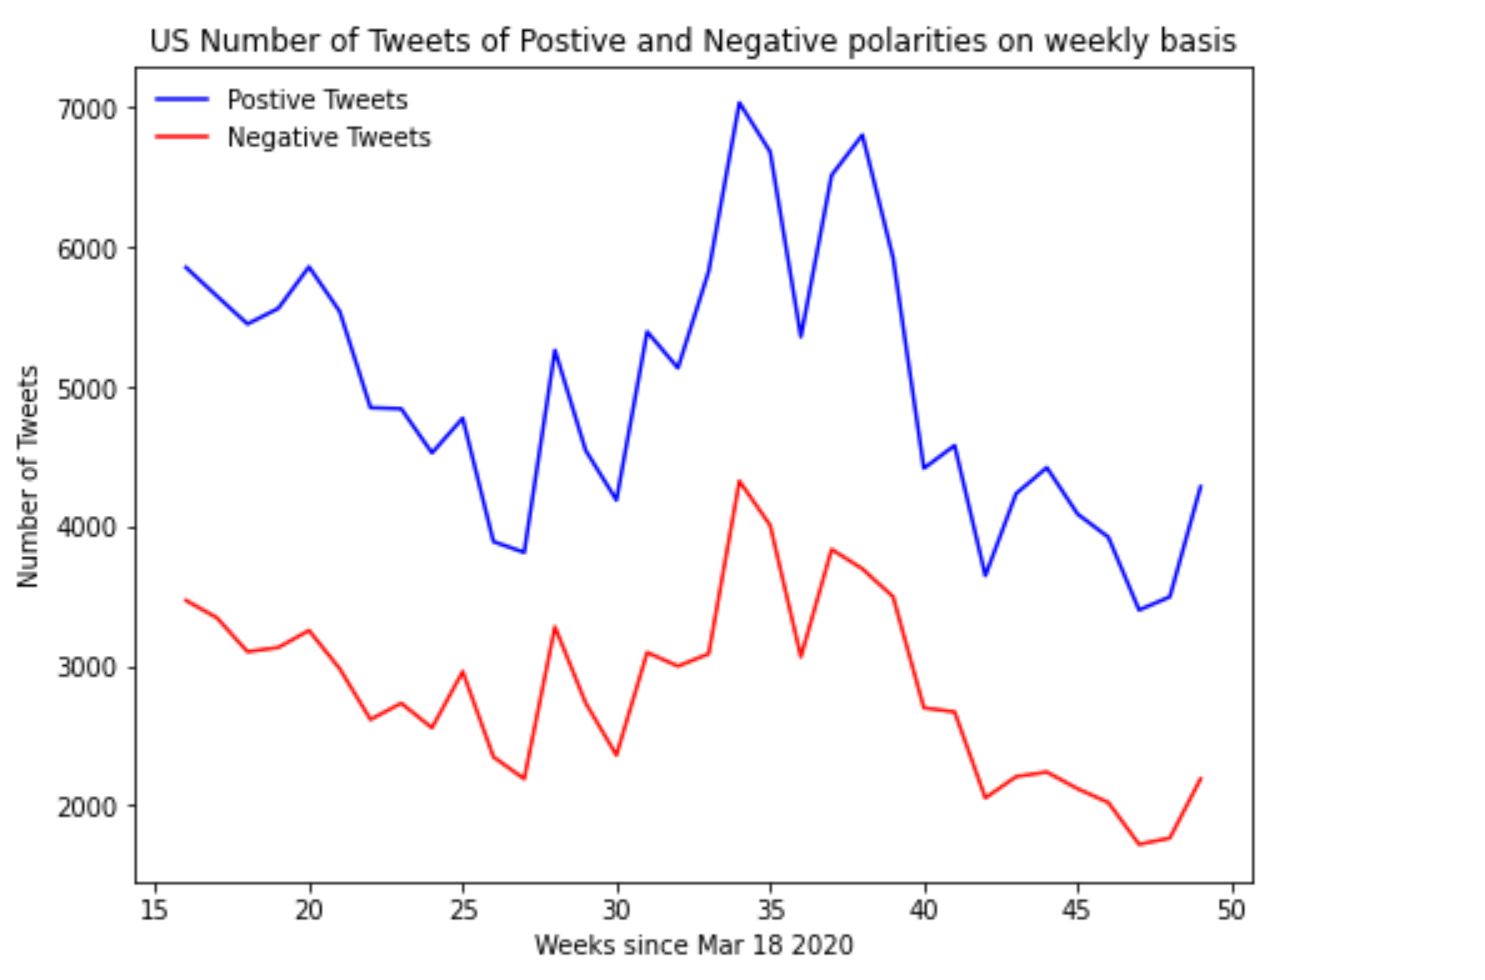 US Number of Tweets of Postive and Negative polarities on weekly basis
Postive Tweets
Negative Tweets
7000
6000
5000
4000
3000
2000
Number of Tweets
15 20 25 30 35 40 45 50
Weeks since Mar 18 2020